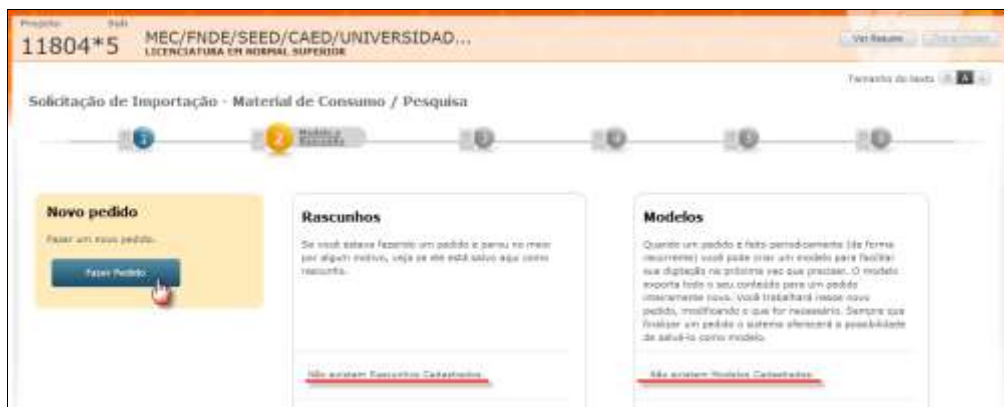 Projeto Sub
11804*5 MEC/FNDE/SEED/CAED/UNIVERSIDAD...
LICENCIATURA EM NORMAL SUPERIOR
Ver Resumo
Tamanho do texto A
Solicitação de Importação - Material de Consumo / Pesquisa
1 2 Modelo e
Rascunho
Novo pedido
Fazer um novo pedido.
Fazer Pedido
Rascunhos
Se você estava fazendo um pedido e parou no meio
por algum motivo, veja se ele está salvo aqui como
rascunho.
Não existem Rascunhos Cadastrados.
Modelos
Quando um pedido é feito periodicamente (de forma
recorrente) você pode criar um modelo para facilitar
sua digitação na próxima vez que precisar. O modelo
exporta todo o seu conteúdo para um pedido
inteiramente novo. Você trabalhará nesse novo
pedido, modificando o que for necessário. Sempre que
finalizar um pedido o sistema oferecerá a possibilidade
de salvá-lo como modelo.
Não existem Modelos Cadastrados.